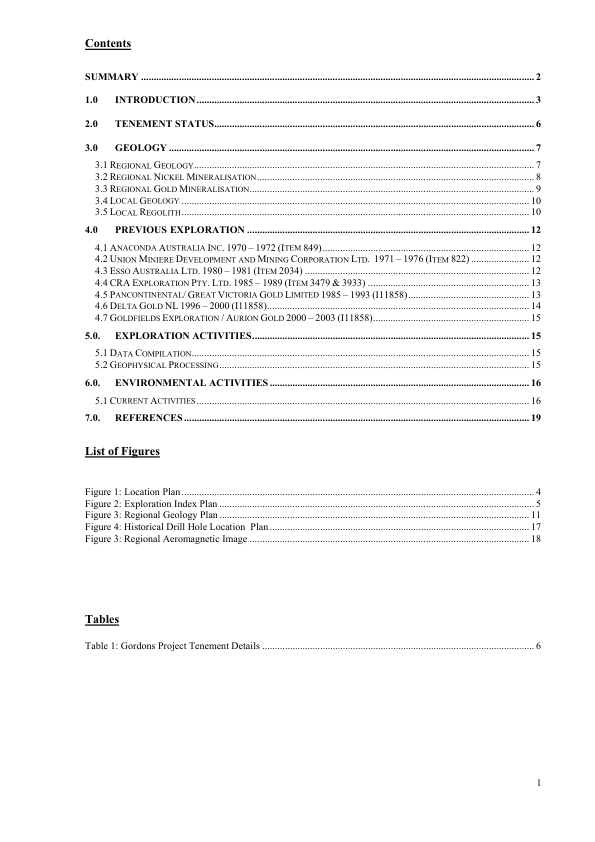 Contents
SUMMARY ................................................................ 2
1.0 INTRODUCTION ................................................................ 3
2.0 TENEMENT STATUS ................................................................ 6
3.0 GEOLOGY ................................................................ 7
3.1 REGIONAL GEOLOGY ................................................................ 7
3.2 REGIONAL NICKEL MINERALISATION ................................................................ 8
3.3 REGIONAL GOLD MINERALISATION ................................................................ 9
3.4 LOCAL GEOLOGY ................................................................ 10
3.5 LOCAL REGOLITH ................................................................ 10
4.0 PREVIOUS EXPLORATION ................................................................ 12
4.1 ANACONDA AUSTRALIA INC. 1970 – 1972 (ITEM 849) ................................................................ 12
4.2 UNION MINIERE DEVELOPMENT AND MINING CORPORATION LTD. 1971 – 1976 (ITEM 822) .................... 12
4.3 ESSO AUSTRALIA LTD. 1980 – 1981 (ITEM 2034) ................................................................ 12
4.4 CRA EXPLORATION PTY. LTD. 1985 – 1989 (ITEM 3479 & 3933) ................................................ 13
4.5 PANCONTINENTAL/ GREAT VICTORIA GOLD LIMITED 1985 – 1993 (I11858) ................................ 13
4.6 DELTA GOLD NL 1996 – 2000 (I11858) ................................................................ 14
4.7 GOLDFIELDS EXPLORATION / AURION GOLD 2000 – 2003 (I11858) ................................................ 15
5.0. EXPLORATION ACTIVITIES ................................................................ 15
5.1 DATA COMPILATION ................................................................ 15
5.2 GEOPHYSICAL PROCESSING ................................................................ 15
6.0. ENVIRONMENTAL ACTIVITIES ................................................................ 16
5.1 CURRENT ACTIVITIES ................................................................ 16
7.0. REFERENCES ................................................................ 19
List of Figures
Figure 1: Location Plan ................................................................ 4
Figure 2: Exploration Index Plan ................................................................ 5
Figure 3: Regional Geology Plan ................................................................ 11
Figure 4: Historical Drill Hole Location Plan ................................................................ 17
Figure 3: Regional Aeromagnetic Image ................................................................ 18
Tables
Table 1: Gordons Project Tenement Details ................................................................ 6
1